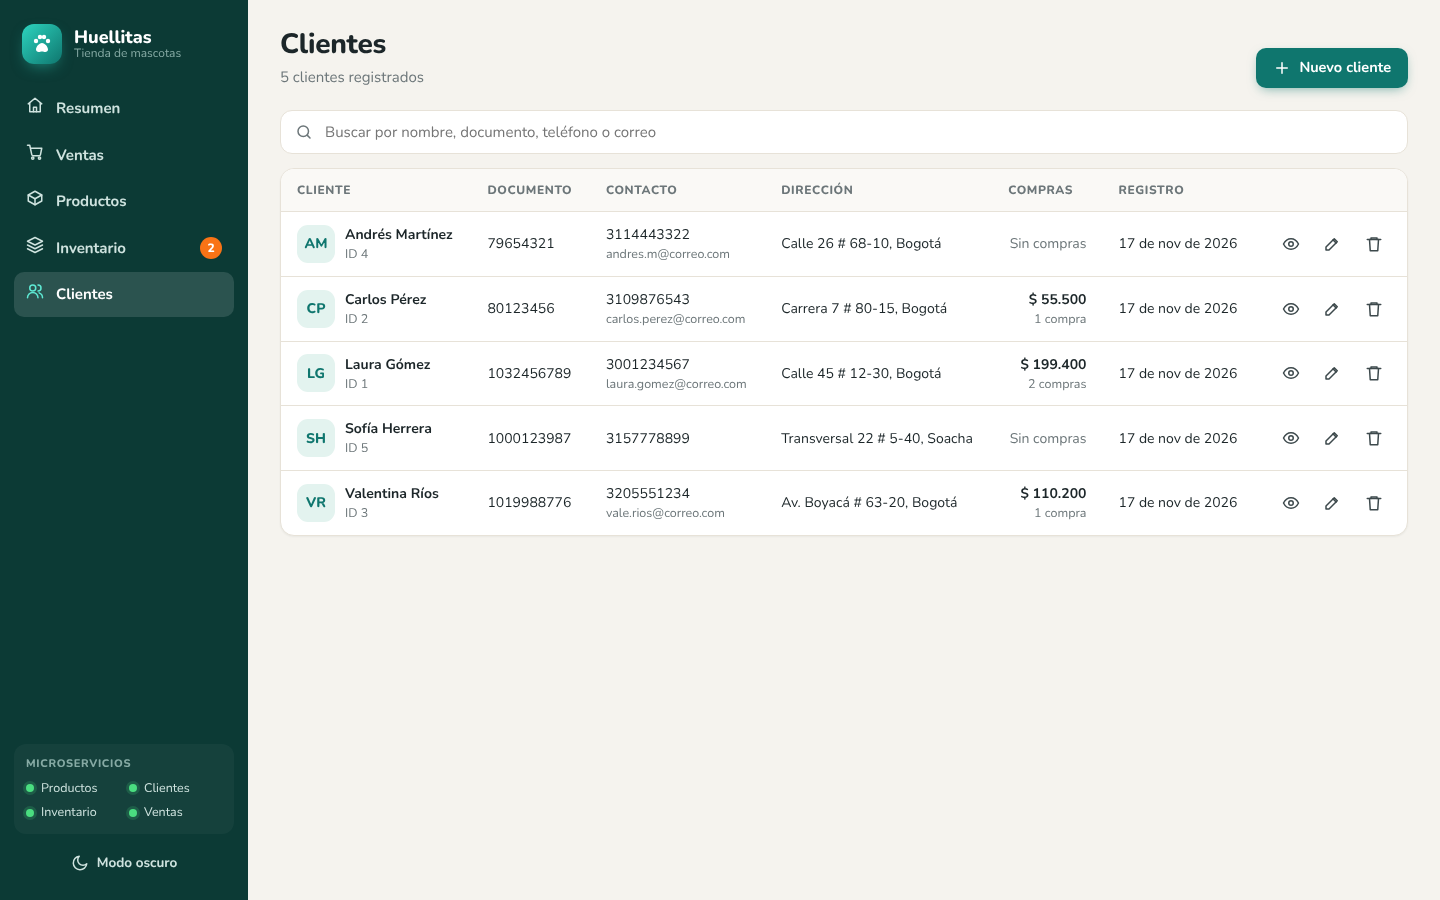 Huellitas
Tienda de mascotas
Resumen
Ventas
Productos
Inventario 2
Clientes
MICROSERVICIOS
Productos Clientes
Inventario Ventas
Modo oscuro
Clientes
5 clientes registrados
Nuevo cliente
Buscar por nombre, documento, teléfono o correo
CLIENTE DOCUMENTO CONTACTO DIRECCIÓN COMPRAS REGISTRO
AM Andrés Martínez 79654321 3114443322 Calle 26 # 68-10, Bogotá Sin compras 17 de nov de 2026
ID 4 andres.m@correo.com
CP Carlos Pérez 80123456 3109876543 Carrera 7 # 80-15, Bogotá $ 55.500 17 de nov de 2026
ID 2 carlos.perez@correo.com 1 compra
LG Laura Gómez 1032456789 3001234567 Calle 45 # 12-30, Bogotá $ 199.400 17 de nov de 2026
ID 1 laura.gomez@correo.com 2 compras
SH Sofía Herrera 1000123987 3157778899 Transversal 22 # 5-40, Soacha Sin compras 17 de nov de 2026
ID 5
VR Valentina Ríos 1019988776 3205551234 Av. Boyacá # 63-20, Bogotá $ 110.200 17 de nov de 2026
ID 3 vale.rios@correo.com 1 compra